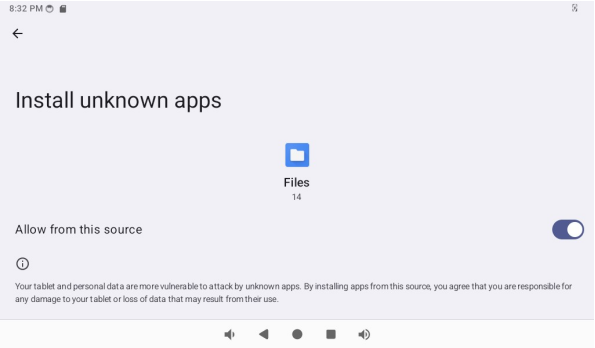 8:32 PM
Install unknown apps
Files
14
Allow from this source
Your tablet and personal data are more vulnerable to attack by unknown apps. By installing apps from this source, you agree that you are responsible for
any damage to your tablet or loss of data that may result from their use.